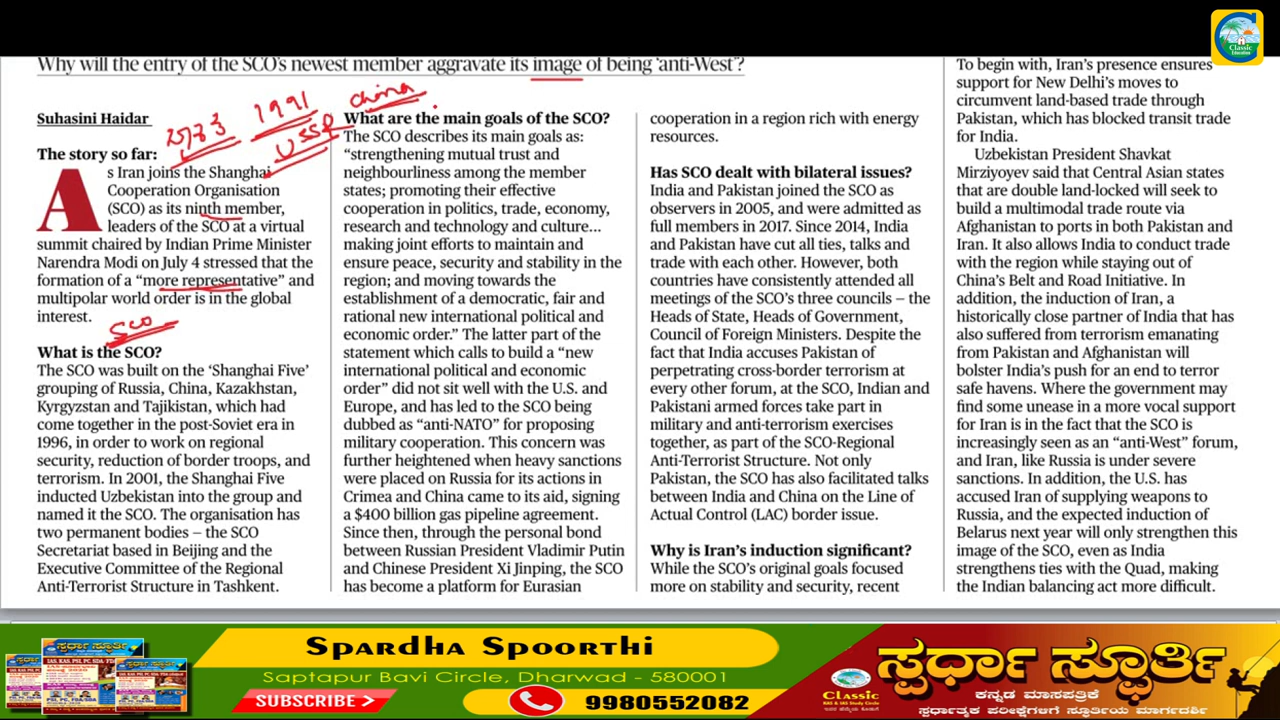 Classic
Education
Why will the entry of the SCO's newest member aggravate its image of being 'anti-West'?
Suhasini Haidar
1991
USSR
china
The story so far:
As Iran joins the Shanghai
Cooperation Organisation
(SCO) as its ninth member,
leaders of the SCO at a virtual
summit chaired by Indian Prime Minister
Narendra Modi on July 4 stressed that the
formation of a "more representative" and
multipolar world order is in the global
interest.
SCO
What is the SCO?
The SCO was built on the 'Shanghai Five'
grouping of Russia, China, Kazakhstan,
Kyrgyzstan and Tajikistan, which had
come together in the post-Soviet era in
1996, in order to work on regional
security, reduction of border troops, and
terrorism. In 2001, the Shanghai Five
inducted Uzbekistan into the group and
named it the SCO. The organisation has
two permanent bodies – the SCO
Secretariat based in Beijing and the
Executive Committee of the Regional
Anti-Terrorist Structure in Tashkent.
What are the main goals of the SCO?
The SCO describes its main goals as:
"strengthening mutual trust and
neighbourliness among the member
states; promoting their effective
cooperation in politics, trade, economy,
research and technology and culture...
making joint efforts to maintain and
ensure peace, security and stability in the
region; and moving towards the
establishment of a democratic, fair and
rational new international political and
economic order." The latter part of the
statement which calls to build a "new
international political and economic
order" did not sit well with the U.S. and
Europe, and has led to the SCO being
dubbed as "anti-NATO" for proposing
military cooperation. This concern was
further heightened when heavy sanctions
were placed on Russia for its actions in
Crimea and China came to its aid, signing
a $400 billion gas pipeline agreement.
Since then, through the personal bond
between Russian President Vladimir Putin
and Chinese President Xi Jinping, the SCO
has become a platform for Eurasian
cooperation in a region rich with energy
resources.
Has SCO dealt with bilateral issues?
India and Pakistan joined the SCO as
observers in 2005, and were admitted as
full members in 2017. Since 2014, India
and Pakistan have cut all ties, talks and
trade with each other. However, both
countries have consistently attended all
meetings of the SCO's three councils – the
Heads of State, Heads of Government,
Council of Foreign Ministers. Despite the
fact that India accuses Pakistan of
perpetrating cross-border terrorism at
every other forum, at the SCO, Indian and
Pakistani armed forces take part in
military and anti-terrorism exercises
together, as part of the SCO-Regional
Anti-Terrorist Structure. Not only
Pakistan, the SCO has also facilitated talks
between India and China on the Line of
Actual Control (LAC) border issue.
Why is Iran's induction significant?
While the SCO's original goals focused
more on stability and security, recent
To begin with, Iran's presence ensures
support for New Delhi's moves to
circumvent land-based trade through
Pakistan, which has blocked transit trade
for India.
Uzbekistan President Shavkat
Mirziyoyev said that Central Asian states
that are double land-locked will seek to
build a multimodal trade route via
Afghanistan to ports in both Pakistan and
Iran. It also allows India to conduct trade
with the region while staying out of
China's Belt and Road Initiative. In
addition, the induction of Iran, a
historically close partner of India that has
also suffered from terrorism emanating
from Pakistan and Afghanistan will
bolster India's push for an end to terror
safe havens. Where the government may
find some unease in a more vocal support
for Iran is in the fact that the SCO is
increasingly seen as an "anti-West" forum,
and Iran, like Russia is under severe
sanctions. In addition, the U.S. has
accused Iran of supplying weapons to
Russia, and the expected induction of
Belarus next year will only strengthen this
image of the SCO, even as India
strengthens ties with the Quad, making
the Indian balancing act more difficult.
Spardha Spoorthi
Saptapur Bavi Circle, Dharwad - 580001
SUBSCRIBE
9980552082
Classic
KAS & IAS Study Circle
ಸ್ಪರ್ಧಾ ಸ್ಫೂರ್ತಿ
ಕನ್ನಡ ಮಾಸಪತ್ರಿಕೆ
ಸ್ಪರ್ಧಾತ್ಮಕ ಪರೀಕ್ಷೆಗಳಿಗೆ ಸ್ಫೂರ್ತಿಯ ಮಾರ್ಗದರ್ಶಿ